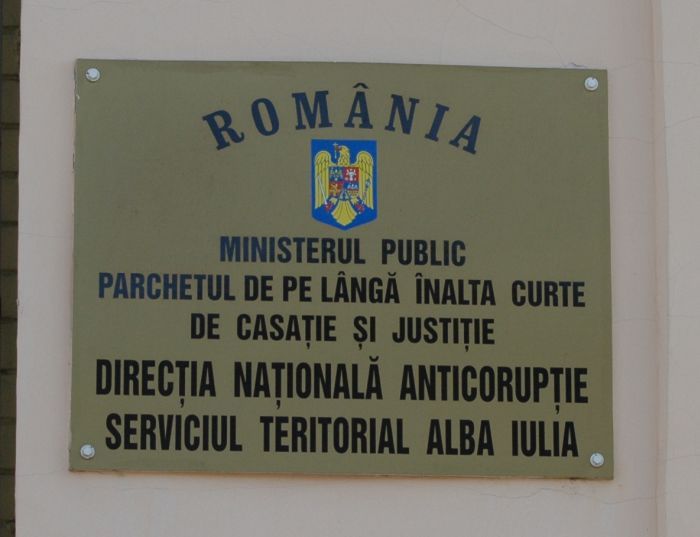 ROMÂNIA
MINISTERUL PUBLIC
PARCHETUL DE PE LÂNGĂ ÎNALTA CURTE
DE CASAȚIE ȘI JUSTIȚIE
DIRECȚIA NAȚIONALĂ ANTICORUPȚIE
SERVICIUL TERITORIAL ALBA IULIA